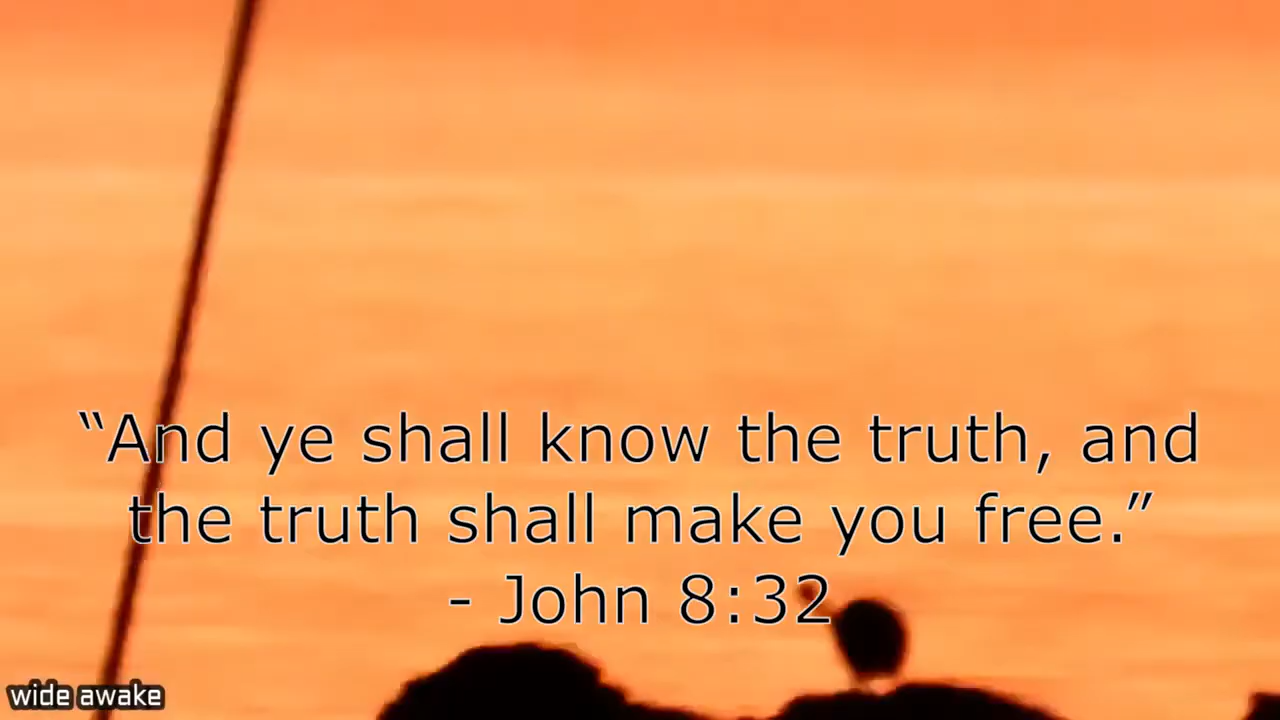 “And ye shall know the truth, and
the truth shall make you free.”
- John 8:32
wide awake